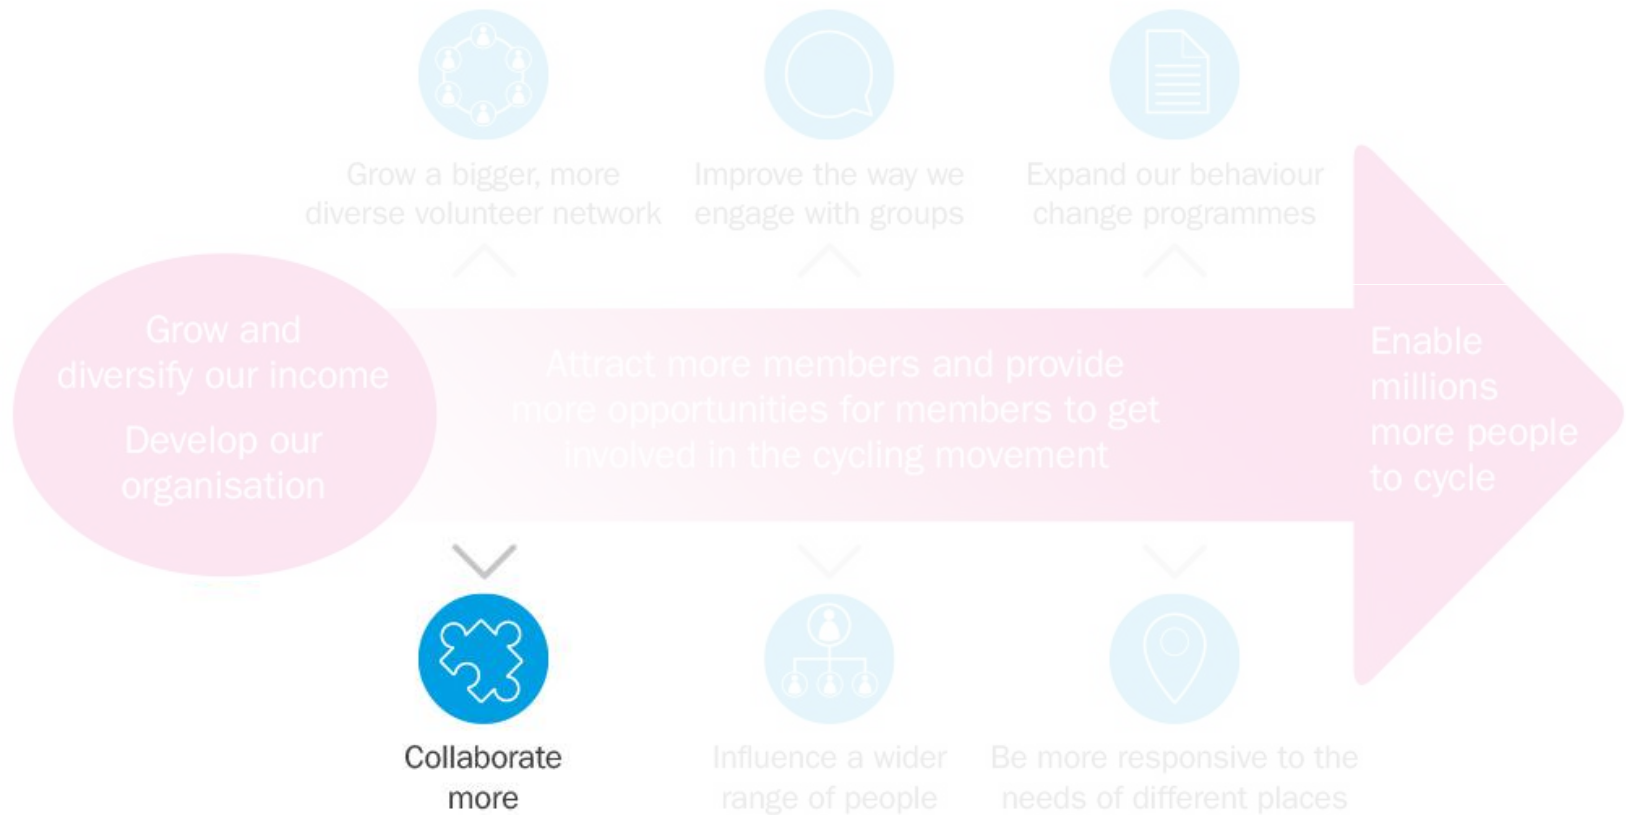 Grow a bigger, more
diverse volunteer network
Improve the way we
engage with groups
Expand our behaviour
change programmes
Grow and
diversify our income
Develop our
organisation
Attract more members and provide
more opportunities for members to get
involved in the cycling movement
Enable
millions
more people
to cycle
Collaborate
more
Influence a wider
range of people
Be more responsive to the
needs of different places